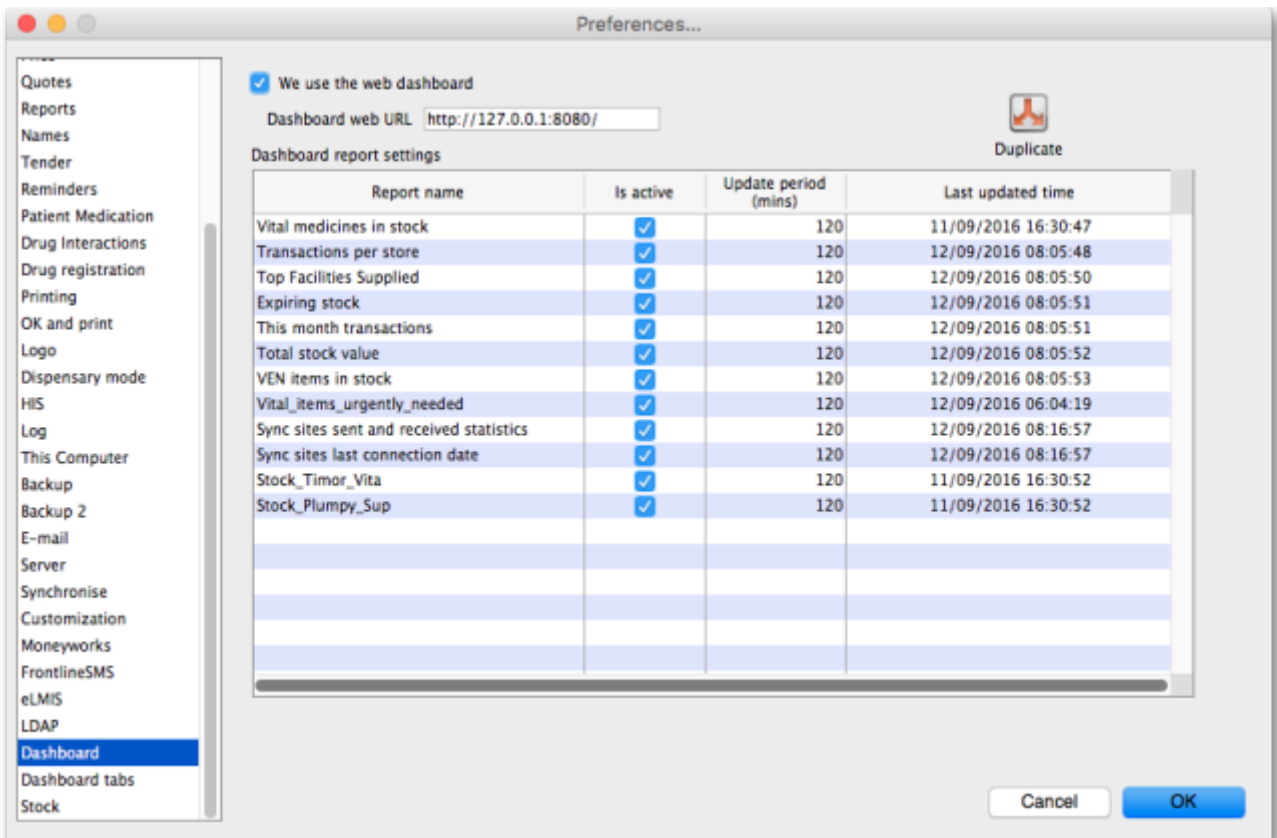 Preferences...
Quotes
Reports
Names
Tender
Reminders
Patient Medication
Drug Interactions
Drug registration
Printing
OK and print
Logo
Dispensary mode
HIS
Log
This Computer
Backup
Backup 2
E-mail
Server
Synchronise
Customization
Moneyworks
FrontlineSMS
eLMIS
LDAP
Dashboard
Dashboard tabs
Stock
We use the web dashboard
Dashboard web URL http://127.0.0.1:8080/
Duplicate
Dashboard report settings
Report name Is active Update period (mins) Last updated time
Vital medicines in stock 120 11/09/2016 16:30:47
Transactions per store 120 12/09/2016 08:05:48
Top Facilities Supplied 120 12/09/2016 08:05:50
Expiring stock 120 12/09/2016 08:05:51
This month transactions 120 12/09/2016 08:05:51
Total stock value 120 12/09/2016 08:05:52
VEN items in stock 120 12/09/2016 08:05:53
Vital_items_urgently_needed 120 12/09/2016 06:04:19
Sync sites sent and received statistics 120 12/09/2016 08:16:57
Sync sites last connection date 120 12/09/2016 08:16:57
Stock_Timor_Vita 120 11/09/2016 16:30:52
Stock_Plumpy_Sup 120 11/09/2016 16:30:52
Cancel OK